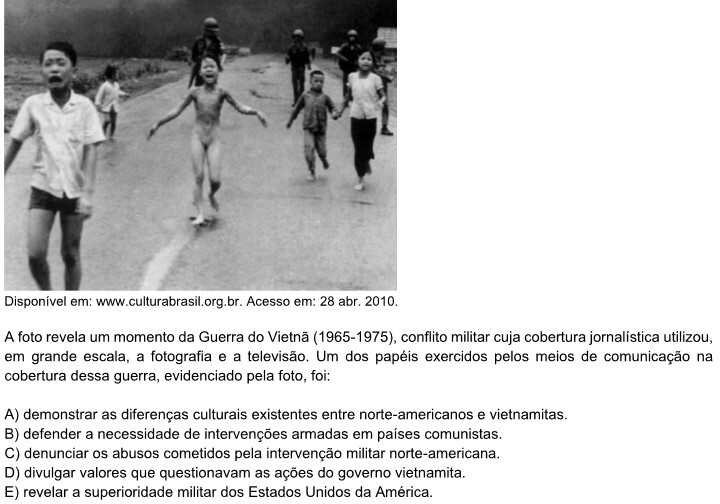 Disponível em: www.culturabrasil.org.br. Acesso em: 28 abr. 2010.
A foto revela um momento da Guerra do Vietnã (1965-1975), conflito militar cuja cobertura jornalística utilizou,
em grande escala, a fotografia e a televisão. Um dos papéis exercidos pelos meios de comunicação na
cobertura dessa guerra, evidenciado pela foto, foi:
A) demonstrar as diferenças culturais existentes entre norte-americanos e vietnamitas.
B) defender a necessidade de intervenções armadas em países comunistas.
C) denunciar os abusos cometidos pela intervenção militar norte-americana.
D) divulgar valores que questionavam as ações do governo vietnamita.
E) revelar a superioridade militar dos Estados Unidos da América.